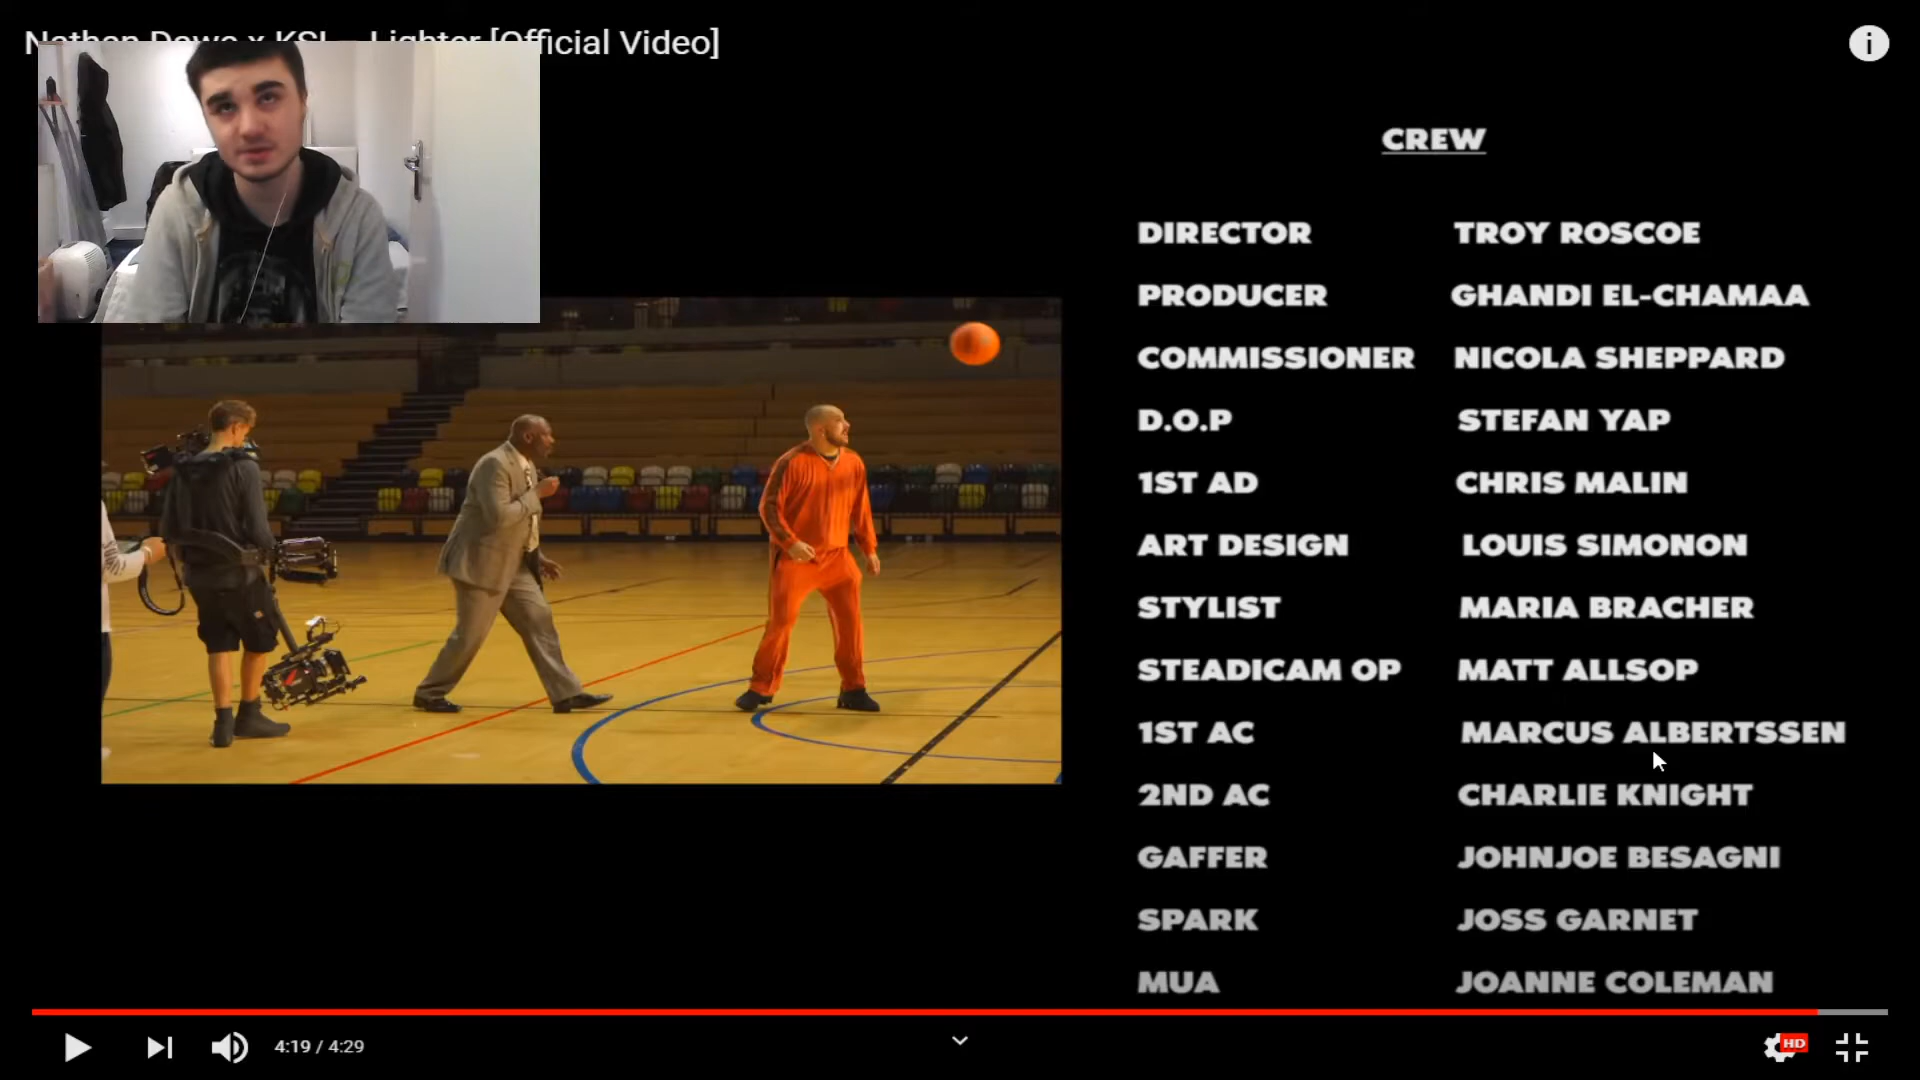 [Official Video]
CREW
DIRECTOR TROY ROSCOE
PRODUCER GHANDI EL-CHAMAA
COMMISSIONER NICOLA SHEPPARD
D.O.P STEFAN YAP
1ST AD CHRIS MALIN
ART DESIGN LOUIS SIMONON
STYLIST MARIA BRACHER
STEADICAM OP MATT ALLSOP
1ST AC MARCUS ALBERTSSEN
2ND AC CHARLIE KNIGHT
GAFFER JOHNJOE BESAGNI
SPARK JOSS GARNET
MUA JOANNE COLEMAN
4:19 / 4:29
HD